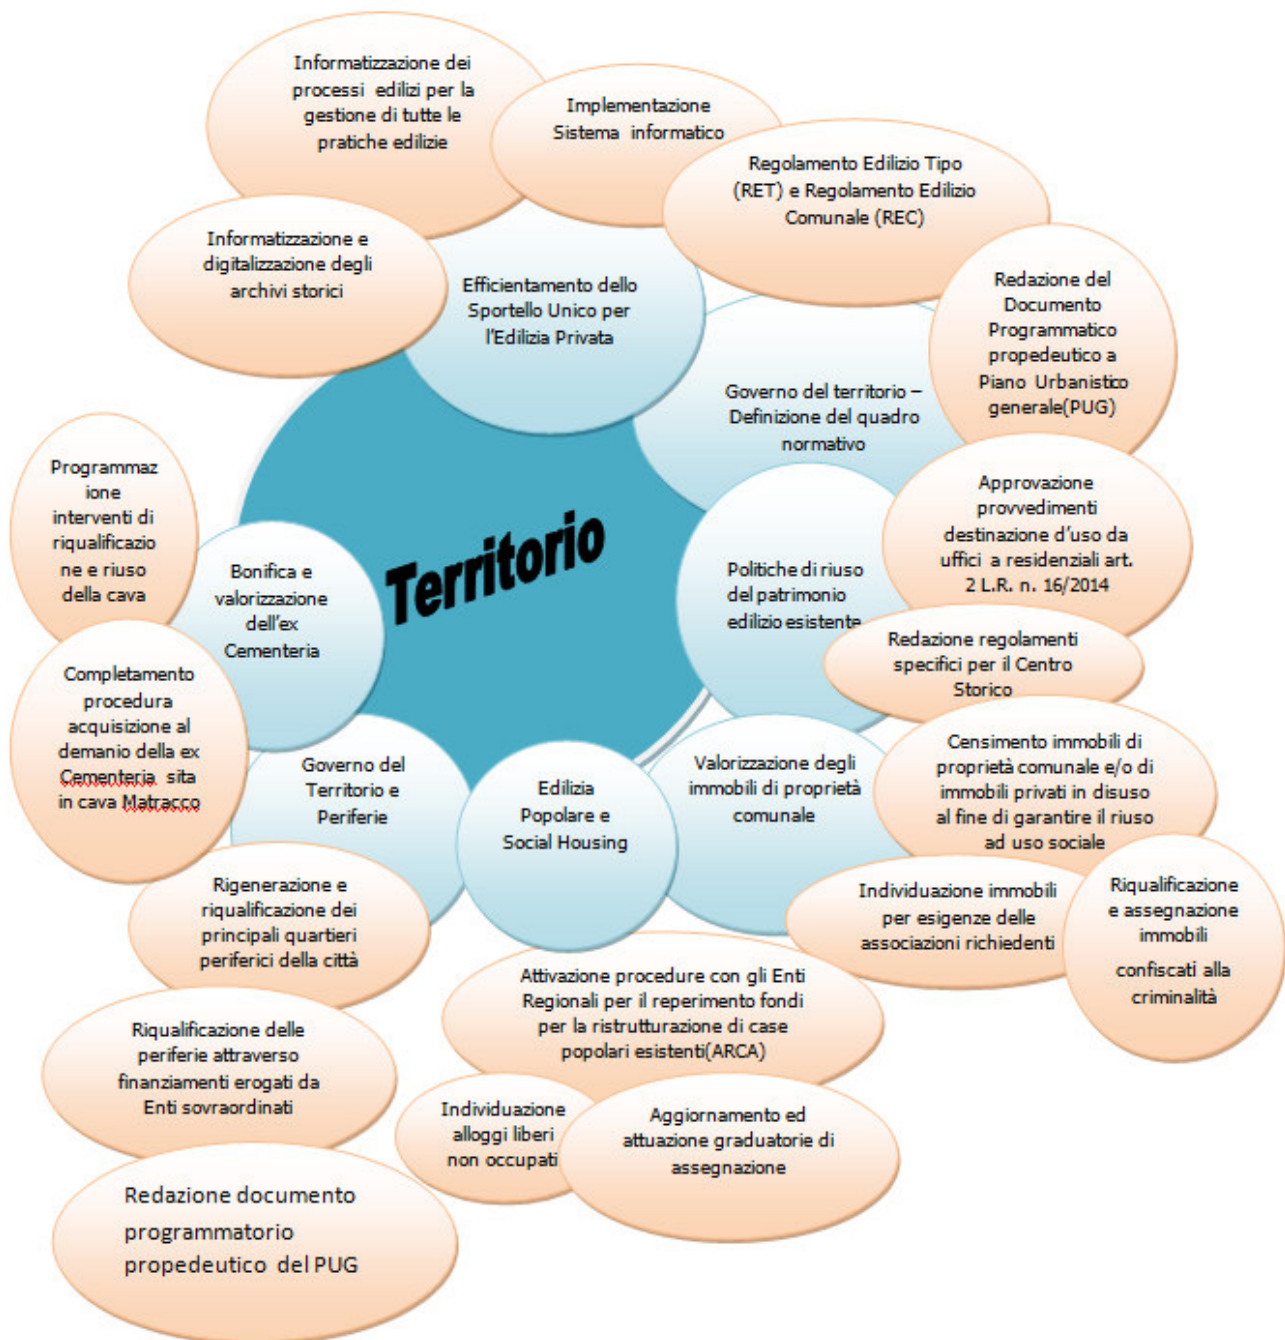 Informatizzazione dei
processi edilizi per la
gestione di tutte le
pratiche edilizie
Implementazione
Sistema informatico
Regolamento Edilizio Tipo
(RET) e Regolamento Edilizio
Comunale (REC)
Informatizzazione e
digitalizzazione degli
archivi storici
Efficientamento dello
Sportello Unico per
l'Edilizia Privata
Redazione del
Documento
Programmatico
propedeutico a
Piano Urbanistico
generale(PUG)
Governo del territorio –
Definizione del quadro
normativo
Programmaz
ione
interventi di
riqualificazio
ne e riuso
della cava
Approvazione
provvedimenti
destinazione d'uso da
uffici a residenziali art.
2 L.R. n. 16/2014
Territorio
Bonifica e
valorizzazione
dell'ex
Cementeria
Politiche di riuso
del patrimonio
edilizio esistente
Redazione regolamenti
specifici per il Centro
Storico
Completamento
procedura
acquisizione al
demanio della ex
Cementeria sita
in cava Matracco
Governo del
Territorio e
Periferie
Edilizia
Popolare e
Social Housing
Valorizzazione degli
immobili di proprietà
comunale
Censimento immobili di
proprietà comunale e/o di
immobili privati in disuso
al fine di garantire il riuso
ad uso sociale
Rigenerazione e
riqualificazione dei
principali quartieri
periferici della città
Individuazione immobili
per esigenze delle
associazioni richiedenti
Riqualificazione
e assegnazione
immobili
confiscati alla
criminalità
Attivazione procedure con gli Enti
Regionali per il reperimento fondi
per la ristrutturazione di case
popolari esistenti(ARCA)
Riqualificazione delle
periferie attraverso
finanziamenti erogati da
Enti sovraordinati
Individuazione
alloggi liberi
non occupati
Aggiornamento ed
attuazione graduatorie di
assegnazione
Redazione documento
programmatorio
propedeutico del PUG